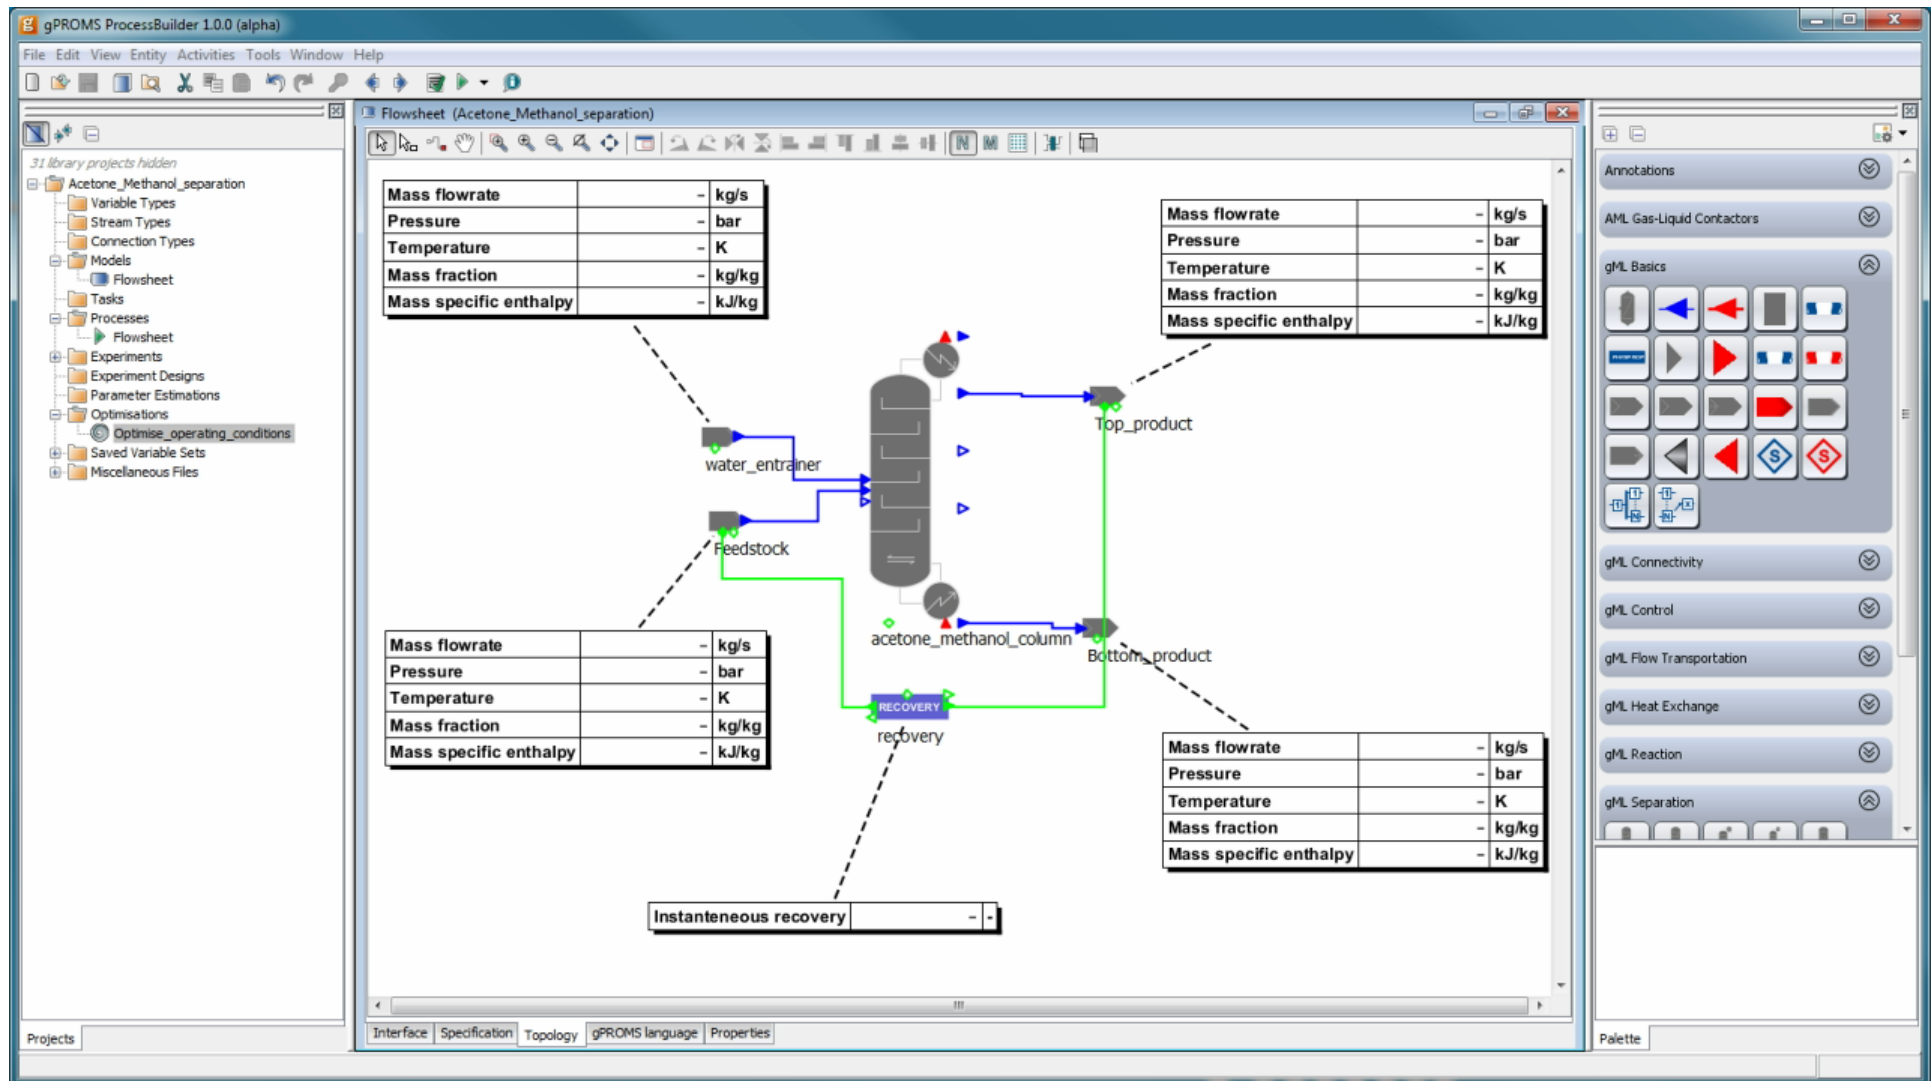 gPROMS ProcessBuilder 1.0.0 (alpha)
File Edit View Entity Activities Tools Window Help
31 library projects hidden
Acetone_Methanol_separation
Variable Types
Stream Types
Connection Types
Models
Flowsheet
Tasks
Processes
Flowsheet
Experiments
Experiment Designs
Parameter Estimations
Optimisations
Optimise_operating_conditions
Saved Variable Sets
Miscellaneous Files
Projects
Flowsheet (Acetone_Methanol_separation)
N M
Mass flowrate – kg/s
Pressure – bar
Temperature – K
Mass fraction – kg/kg
Mass specific enthalpy – kJ/kg
Mass flowrate – kg/s
Pressure – bar
Temperature – K
Mass fraction – kg/kg
Mass specific enthalpy – kJ/kg
Top_product
water_entrainer
Feedstock
acetone_methanol_column
Bottom_product
Mass flowrate – kg/s
Pressure – bar
Temperature – K
Mass fraction – kg/kg
Mass specific enthalpy – kJ/kg
RECOVERY
recovery
Mass flowrate – kg/s
Pressure – bar
Temperature – K
Mass fraction – kg/kg
Mass specific enthalpy – kJ/kg
Instanteneous recovery – -
Interface Specification Topology gPROMS language Properties
Annotations
AML Gas-Liquid Contactors
gML Basics
S S
gML Connectivity
gML Control
gML Flow Transportation
gML Heat Exchange
gML Reaction
gML Separation
Palette